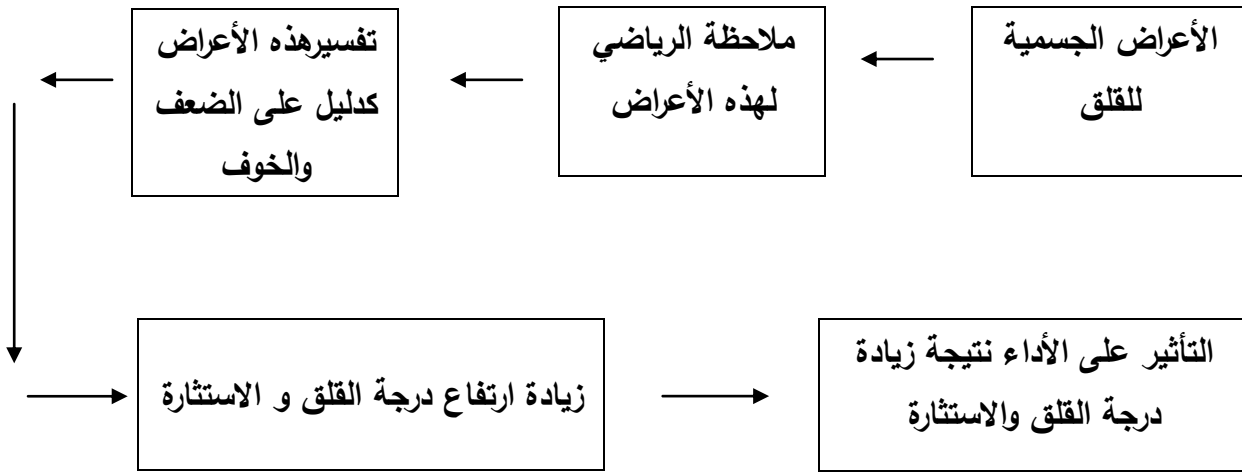 الأعراض الجسمية
للقلق
ملاحظة الرياضي
لهذه الأعراض
تفسيرهذه الأعراض
كدليل على الضعف
والخوف
زيادة ارتفاع درجة القلق و الاستثارة
التأثير على الأداء نتيجة زيادة
درجة القلق والاستثارة